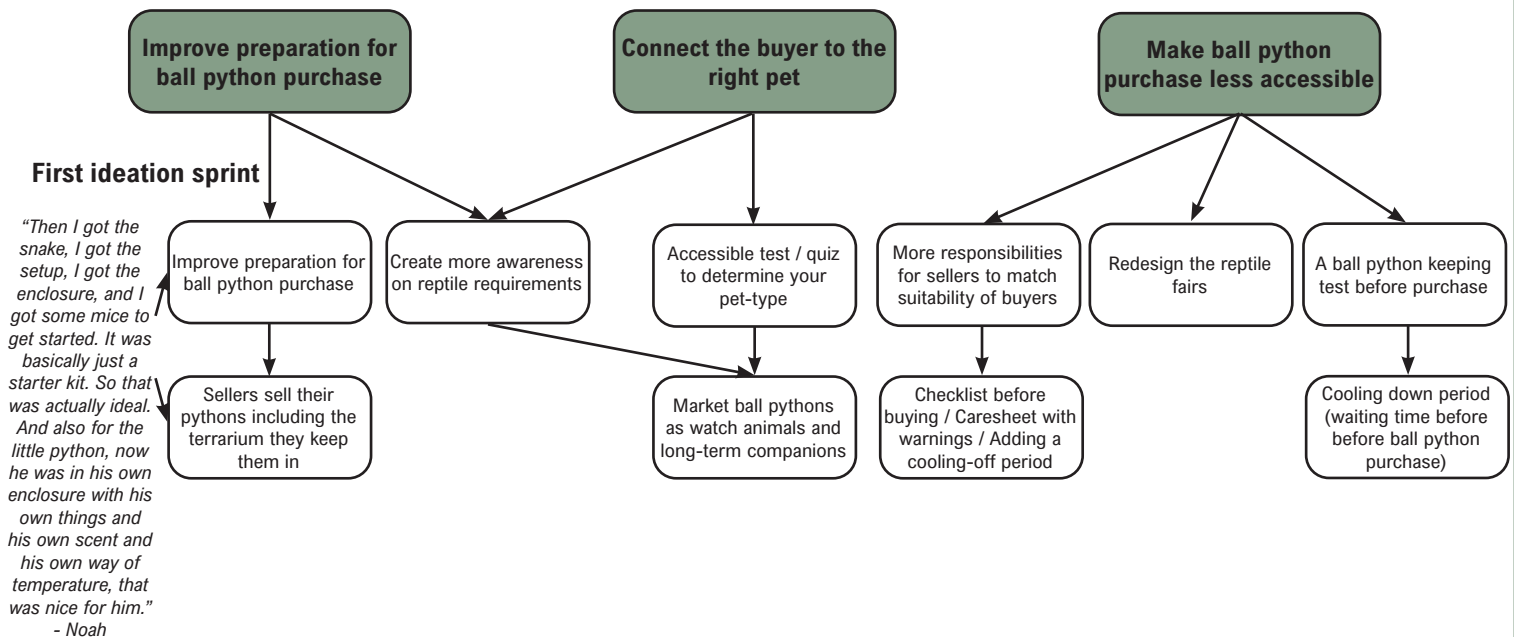 Improve preparation for
ball python purchase
Connect the buyer to the
right pet
Make ball python
purchase less accessible
First ideation sprint
“Then I got the
snake, I got the
setup, I got the
enclosure, and I
got some mice to
get started. It was
basically just a
starter kit. So that
was actually ideal.
And also for the
little python, now
he was in his own
enclosure with his
own things and
his own scent and
his own way of
temperature, that
was nice for him.”
- Noah
Improve preparation for
ball python purchase
Create more awareness
on reptile requirements
Accessible test / quiz
to determine your
pet-type
More responsibilities
for sellers to match
suitability of buyers
Redesign the reptile
fairs
A ball python keeping
test before purchase
Sellers sell their
pythons including the
terrarium they keep
them in
Market ball pythons
as watch animals and
long-term companions
Checklist before
buying / Caresheet with
warnings / Adding a
cooling-off period
Cooling down period
(waiting time before
before ball python
purchase)